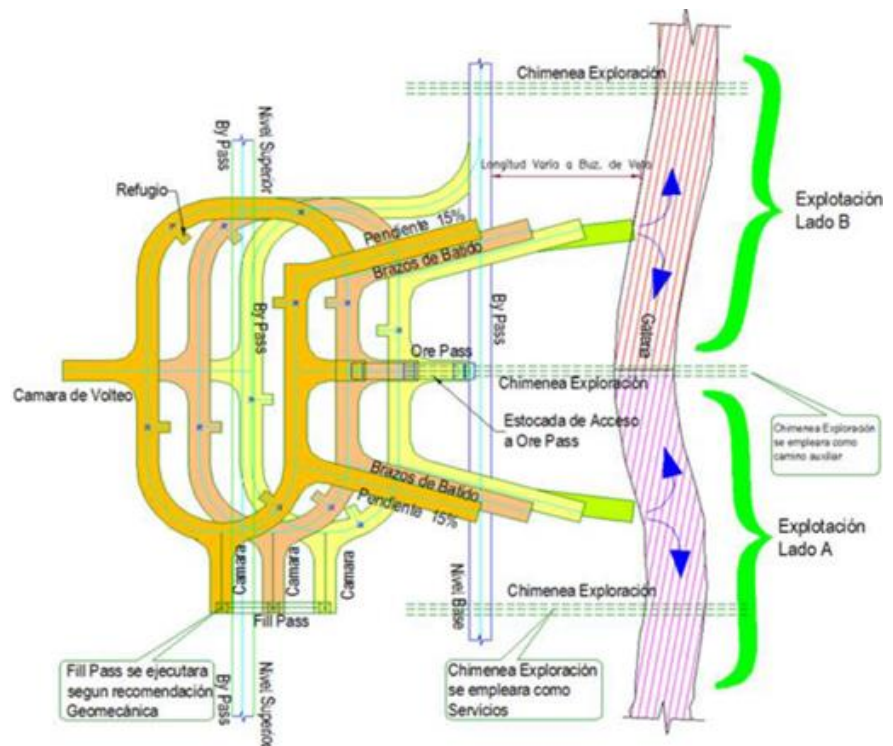 Chimenea Exploración
By Pass
Nivel Superior
Longitud Varia a Buz. de Veta
Refugio
Explotación
Lado B
Pendiente 15%
Brazos de Batido
By Pass
By Pass
Ore Pass
Galeria
Camara de Volteo
Chimenea Exploración
Estocada de Acceso
a Ore Pass
Chimenea Exploración
se empleara como
camino auxiliar
Brazos de Batido
Pendiente 15%
Explotación
Lado A
Camara
Camara
Camara
Chimenea Exploración
Nivel Base
Fill Pass
Fill Pass se ejecutara
segun recomendación
Geomecánica
By Pass
Nivel Superior
Chimenea Exploración
se empleara como
Servicios